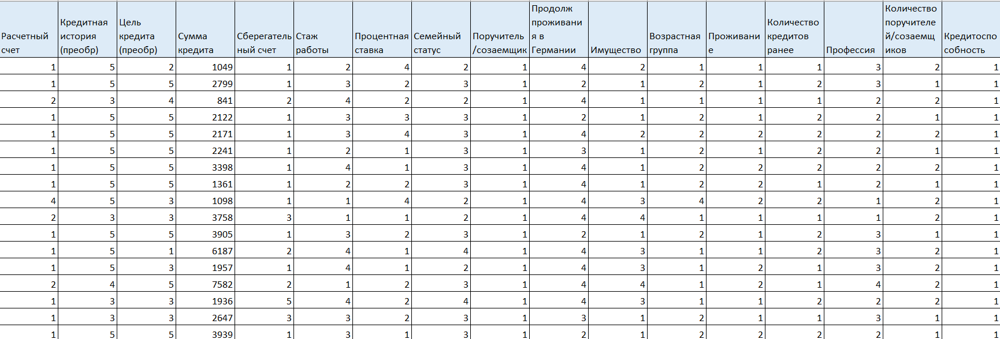 Расчетный счет	Кредитная история (преобр)	Цель кредита (преобр)	Сумма кредита	Сберегательный счет	Стаж работы	Процентная ставка	Семейный статус	Поручитель/созаемщик	Продолж проживания в Германии	Имущество	Возрастная группа	Проживание	Количество кредитов ранее	Профессия	Количество поручителей/созаемщиков	Кредитоспособность
1	5	2	1049	1	2	4	2	1	4	2	1	1	1	3	2	1
1	5	5	2799	1	3	2	3	1	2	1	2	1	2	3	1	1
2	3	4	841	2	4	2	2	1	4	1	1	1	1	2	2	1
1	5	5	2122	1	3	3	3	1	2	1	2	1	2	2	1	1
1	5	5	2171	1	3	4	3	1	4	2	2	2	2	2	2	1
1	5	5	2241	1	2	1	3	1	3	1	2	1	2	2	1	1
1	5	5	3398	1	4	1	3	1	4	1	2	2	2	2	2	1
1	5	5	1361	1	2	2	3	1	4	1	2	2	1	2	1	1
4	5	3	1098	1	1	4	2	1	4	3	4	2	2	1	2	1
2	3	3	3758	3	1	1	2	1	4	4	1	1	1	1	2	1
1	5	5	3905	1	3	2	3	1	2	1	2	1	2	3	1	1
1	5	1	6187	2	4	1	4	1	4	3	1	1	2	3	2	1
1	5	3	1957	1	4	1	2	1	4	3	1	2	1	3	2	1
2	4	5	7582	2	1	2	3	1	4	4	1	2	1	4	2	1
1	3	3	1936	5	4	2	4	1	4	3	1	1	2	2	2	1
1	3	3	2647	3	3	2	3	1	3	1	2	1	1	3	1	1
1	5	5	3939	1	3	1	3	1	2	1	2	2	2	2	1	1